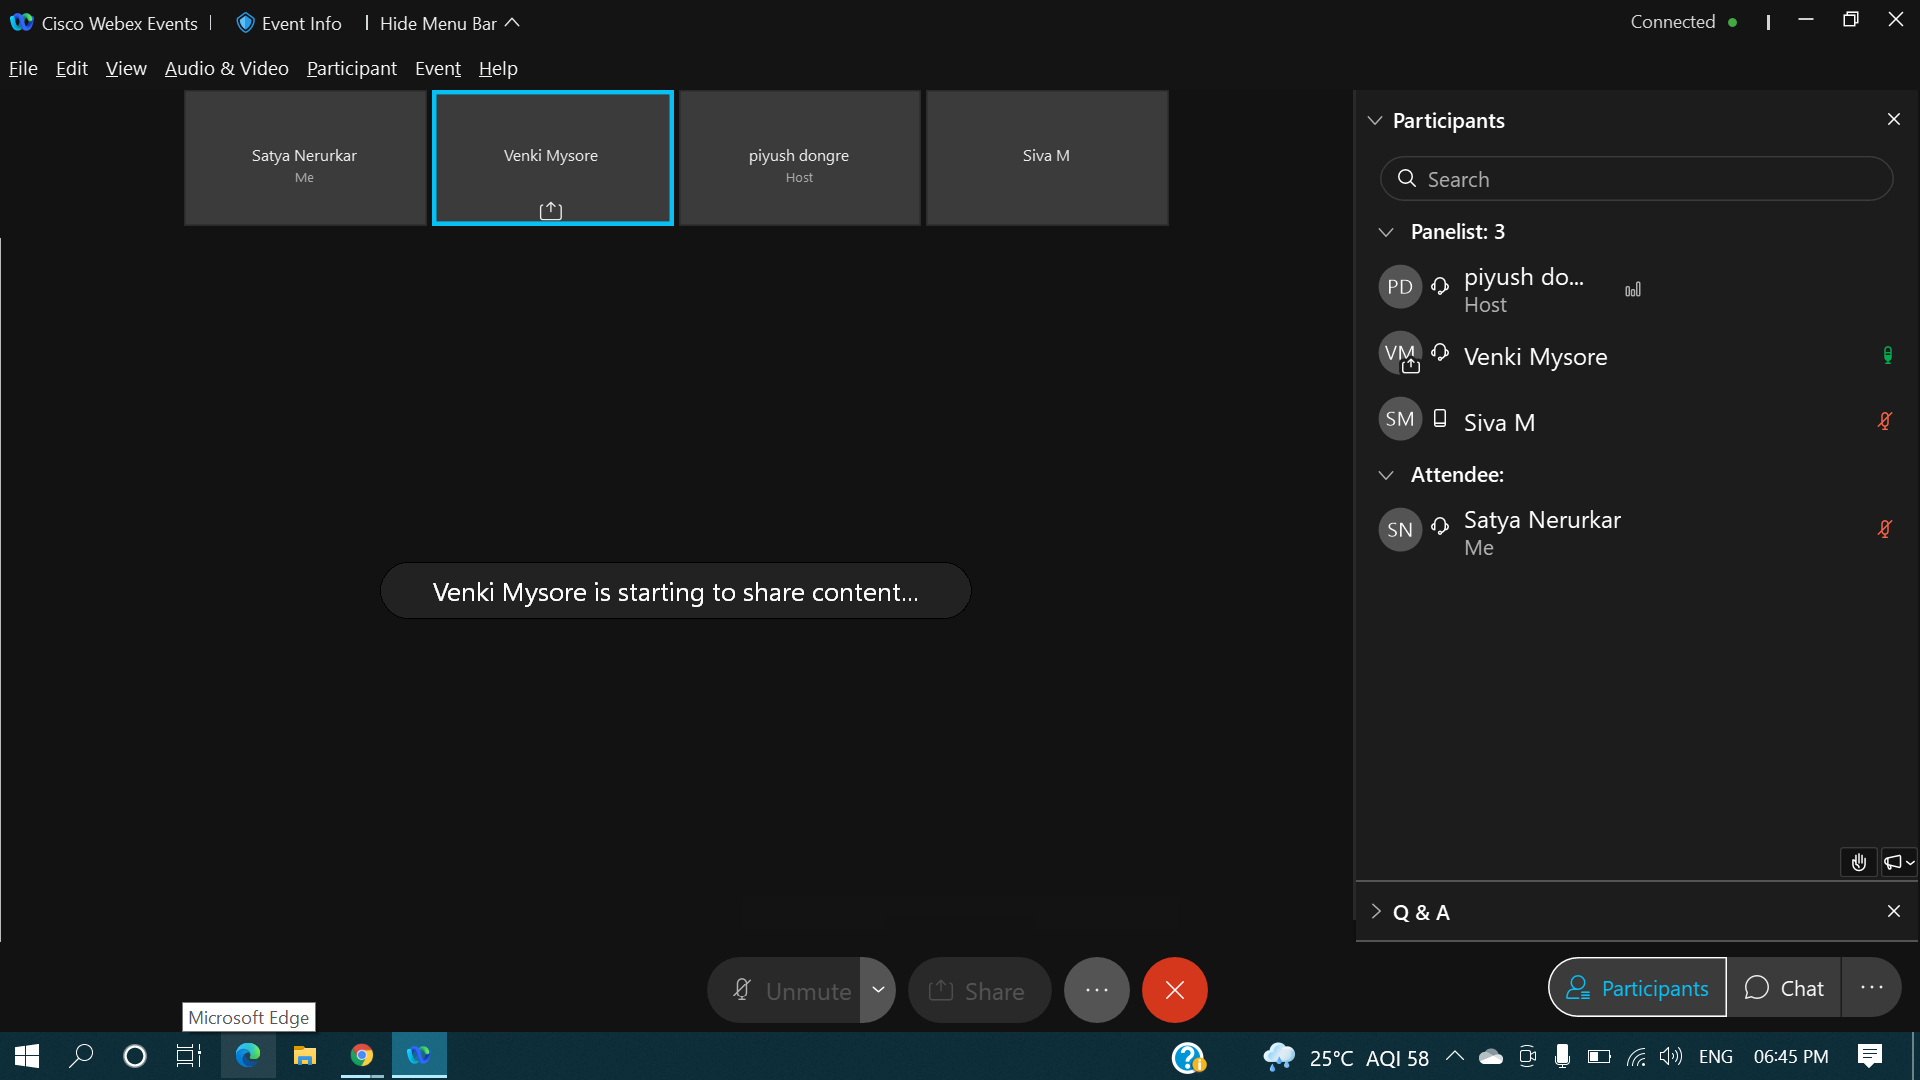 Cisco Webex Events
Event Info
Hide Menu Bar
Connected
File Edit View Audio & Video Participant Event Help
Satya Nerurkar
Me
Venki Mysore
piyush dongre
Host
Siva M
Venki Mysore is starting to share content...
Participants
Search
Panelist: 3
PD piyush do...
Host
VM Venki Mysore
SM Siva M
Attendee:
SN Satya Nerurkar
Me
Q & A
Unmute
Share
Participants
Chat
Microsoft Edge
25°C AQI 58
ENG
06:45 PM